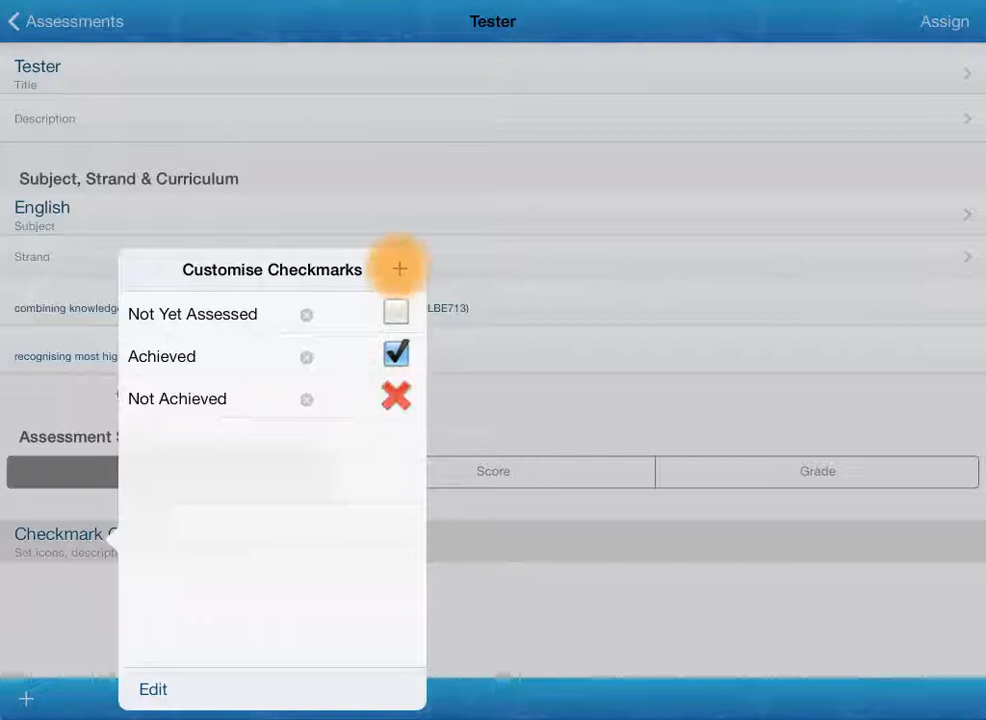 Assessments
Tester
Assign
Tester
Title
Description
Subject, Strand & Curriculum
English
Subject
Strand
Customise Checkmarks +
Not Yet Assessed
combining knowledg
LBE713)
Achieved
recognising most hig
Not Achieved
Assessment
Score
Grade
Checkmark
Set icons, descript
Edit
+